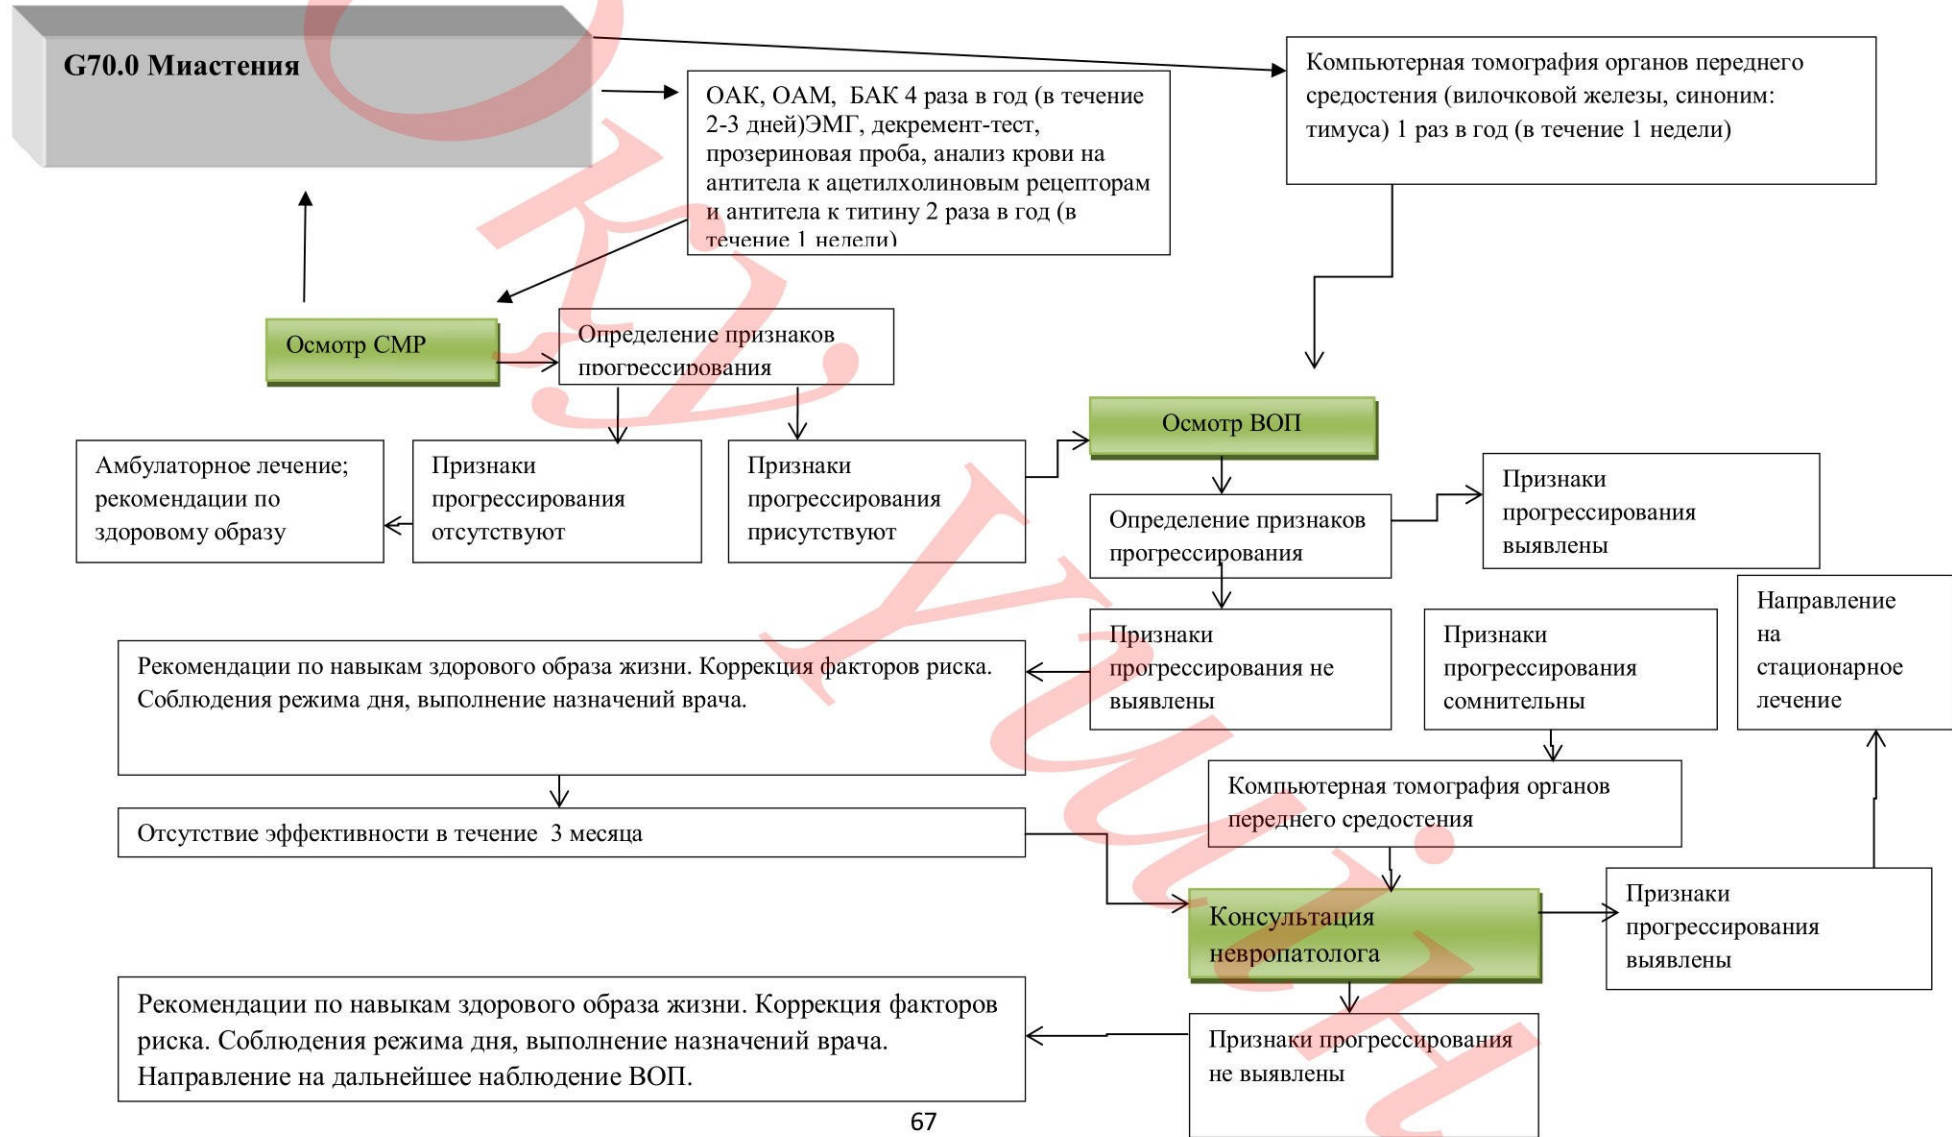 G70.0 Миастения
ОАК, ОАМ, БАК 4 раза в год (в течение
2-3 дней)ЭМГ, декремент-тест,
прозериновая проба, анализ крови на
антитела к ацетилхолиновым рецепторам
и антитела к титину 2 раза в год (в
течение 1 недели)
Компьютерная томография органов переднего
средостения (вилочковой железы, синоним:
тимуса) 1 раз в год (в течение 1 недели)
Осмотр СМР
Определение признаков
прогрессирования
Осмотр ВОП
Амбулаторное лечение;
рекомендации по
здоровому образу
Признаки
прогрессирования
отсутствуют
Признаки
прогрессирования
присутствуют
Определение признаков
прогрессирования
Признаки
прогрессирования
выявлены
Рекомендации по навыкам здорового образа жизни. Коррекция факторов риска.
Соблюдения режима дня, выполнение назначений врача.
Признаки
прогрессирования не
выявлены
Признаки
прогрессирования
сомнительны
Направление
на
стационарное
лечение
Компьютерная томография органов
переднего средостения
Отсутствие эффективности в течение 3 месяца
Консультация
невропатолога
Признаки
прогрессирования
выявлены
Рекомендации по навыкам здорового образа жизни. Коррекция факторов
риска. Соблюдения режима дня, выполнение назначений врача.
Направление на дальнейшее наблюдение ВОП.
Признаки прогрессирования
не выявлены
67